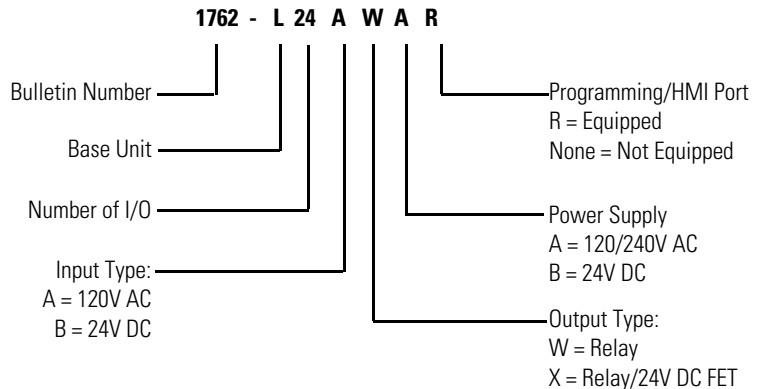 1762 - L 24 A W A R
Bulletin Number
Base Unit
Number of I/O
Input Type:
A = 120V AC
B = 24V DC
Programming/HMI Port
R = Equipped
None = Not Equipped
Power Supply
A = 120/240V AC
B = 24V DC
Output Type:
W = Relay
X = Relay/24V DC FET